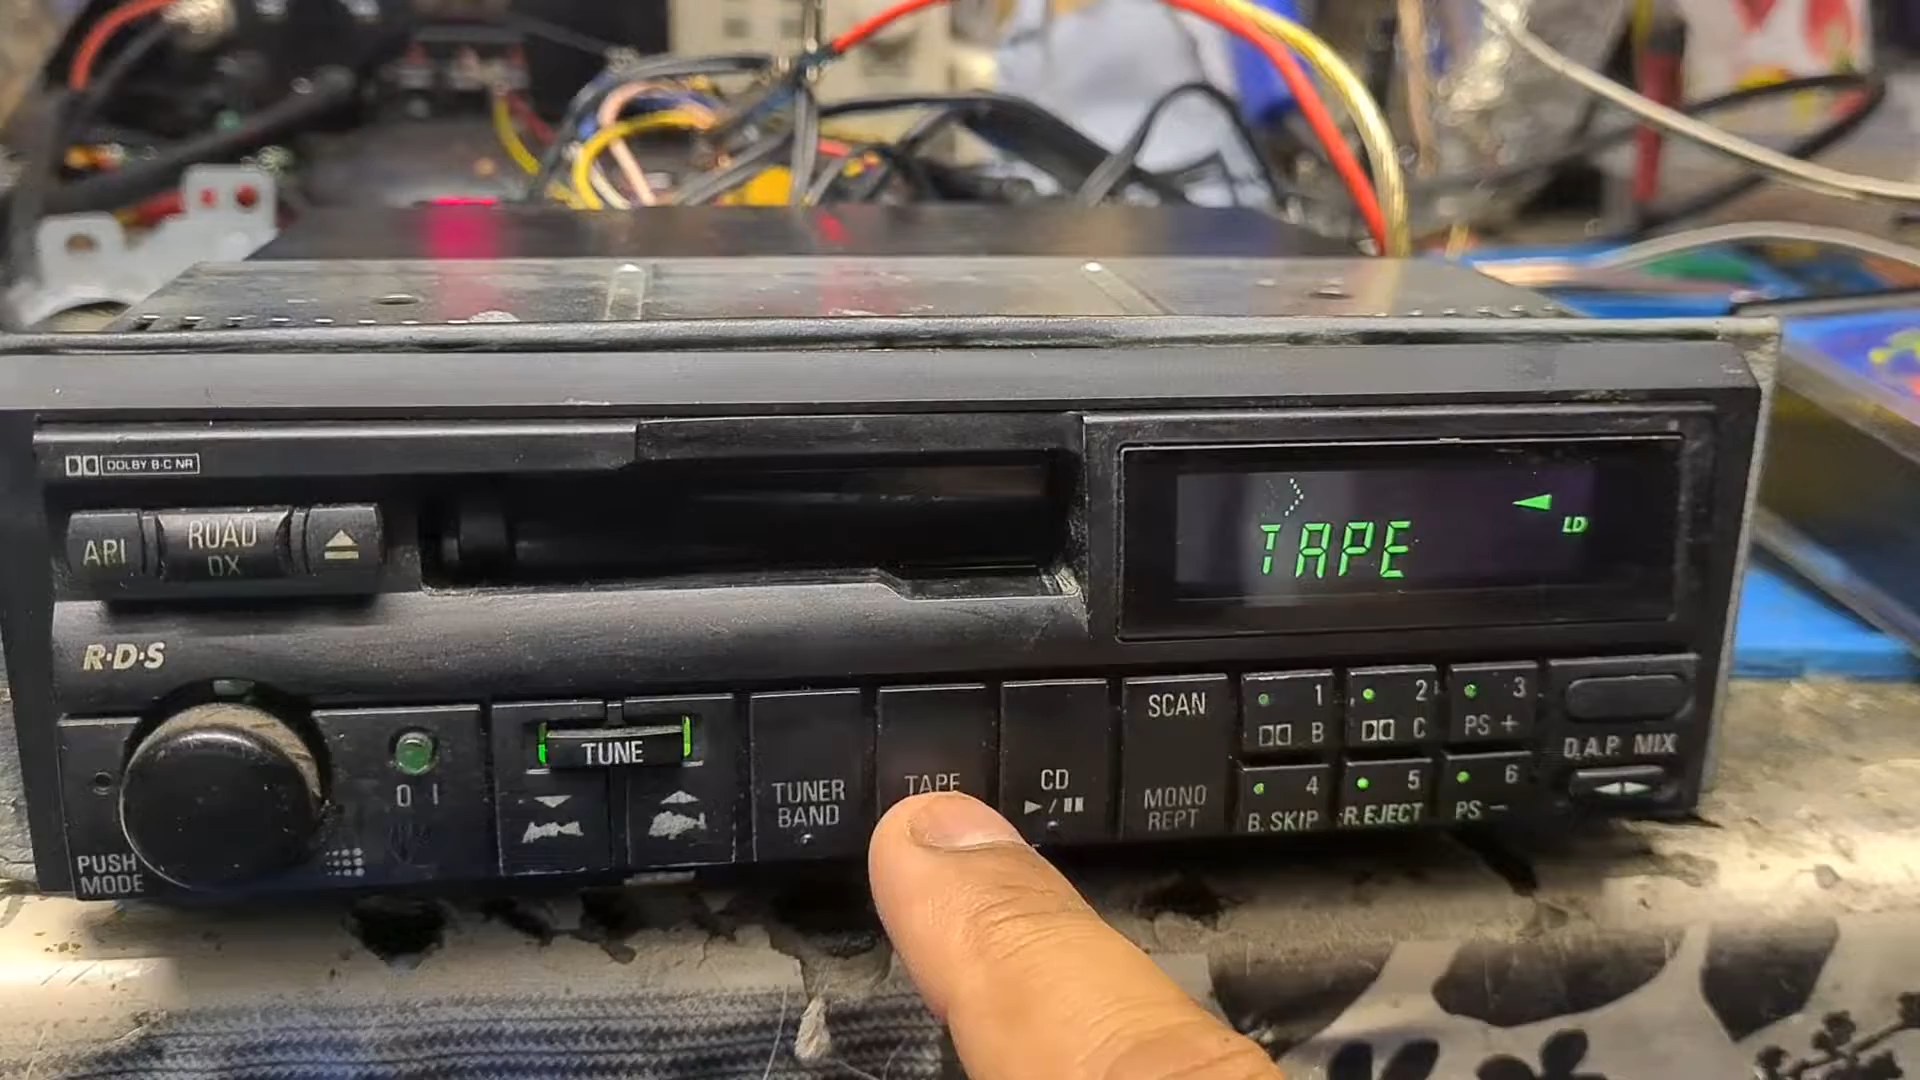 DOLBY B·C NR
API
ROAD
DX
R·D·S
TAPE
LD
PUSH
MODE
0 I
TUNE
TUNER
BAND
TAPE
CD
SCAN
MONO
REPT
1
B
2
C
3
PS +
4
B. SKIP
5
R. EJECT
6
PS -
D.A.P. MIX